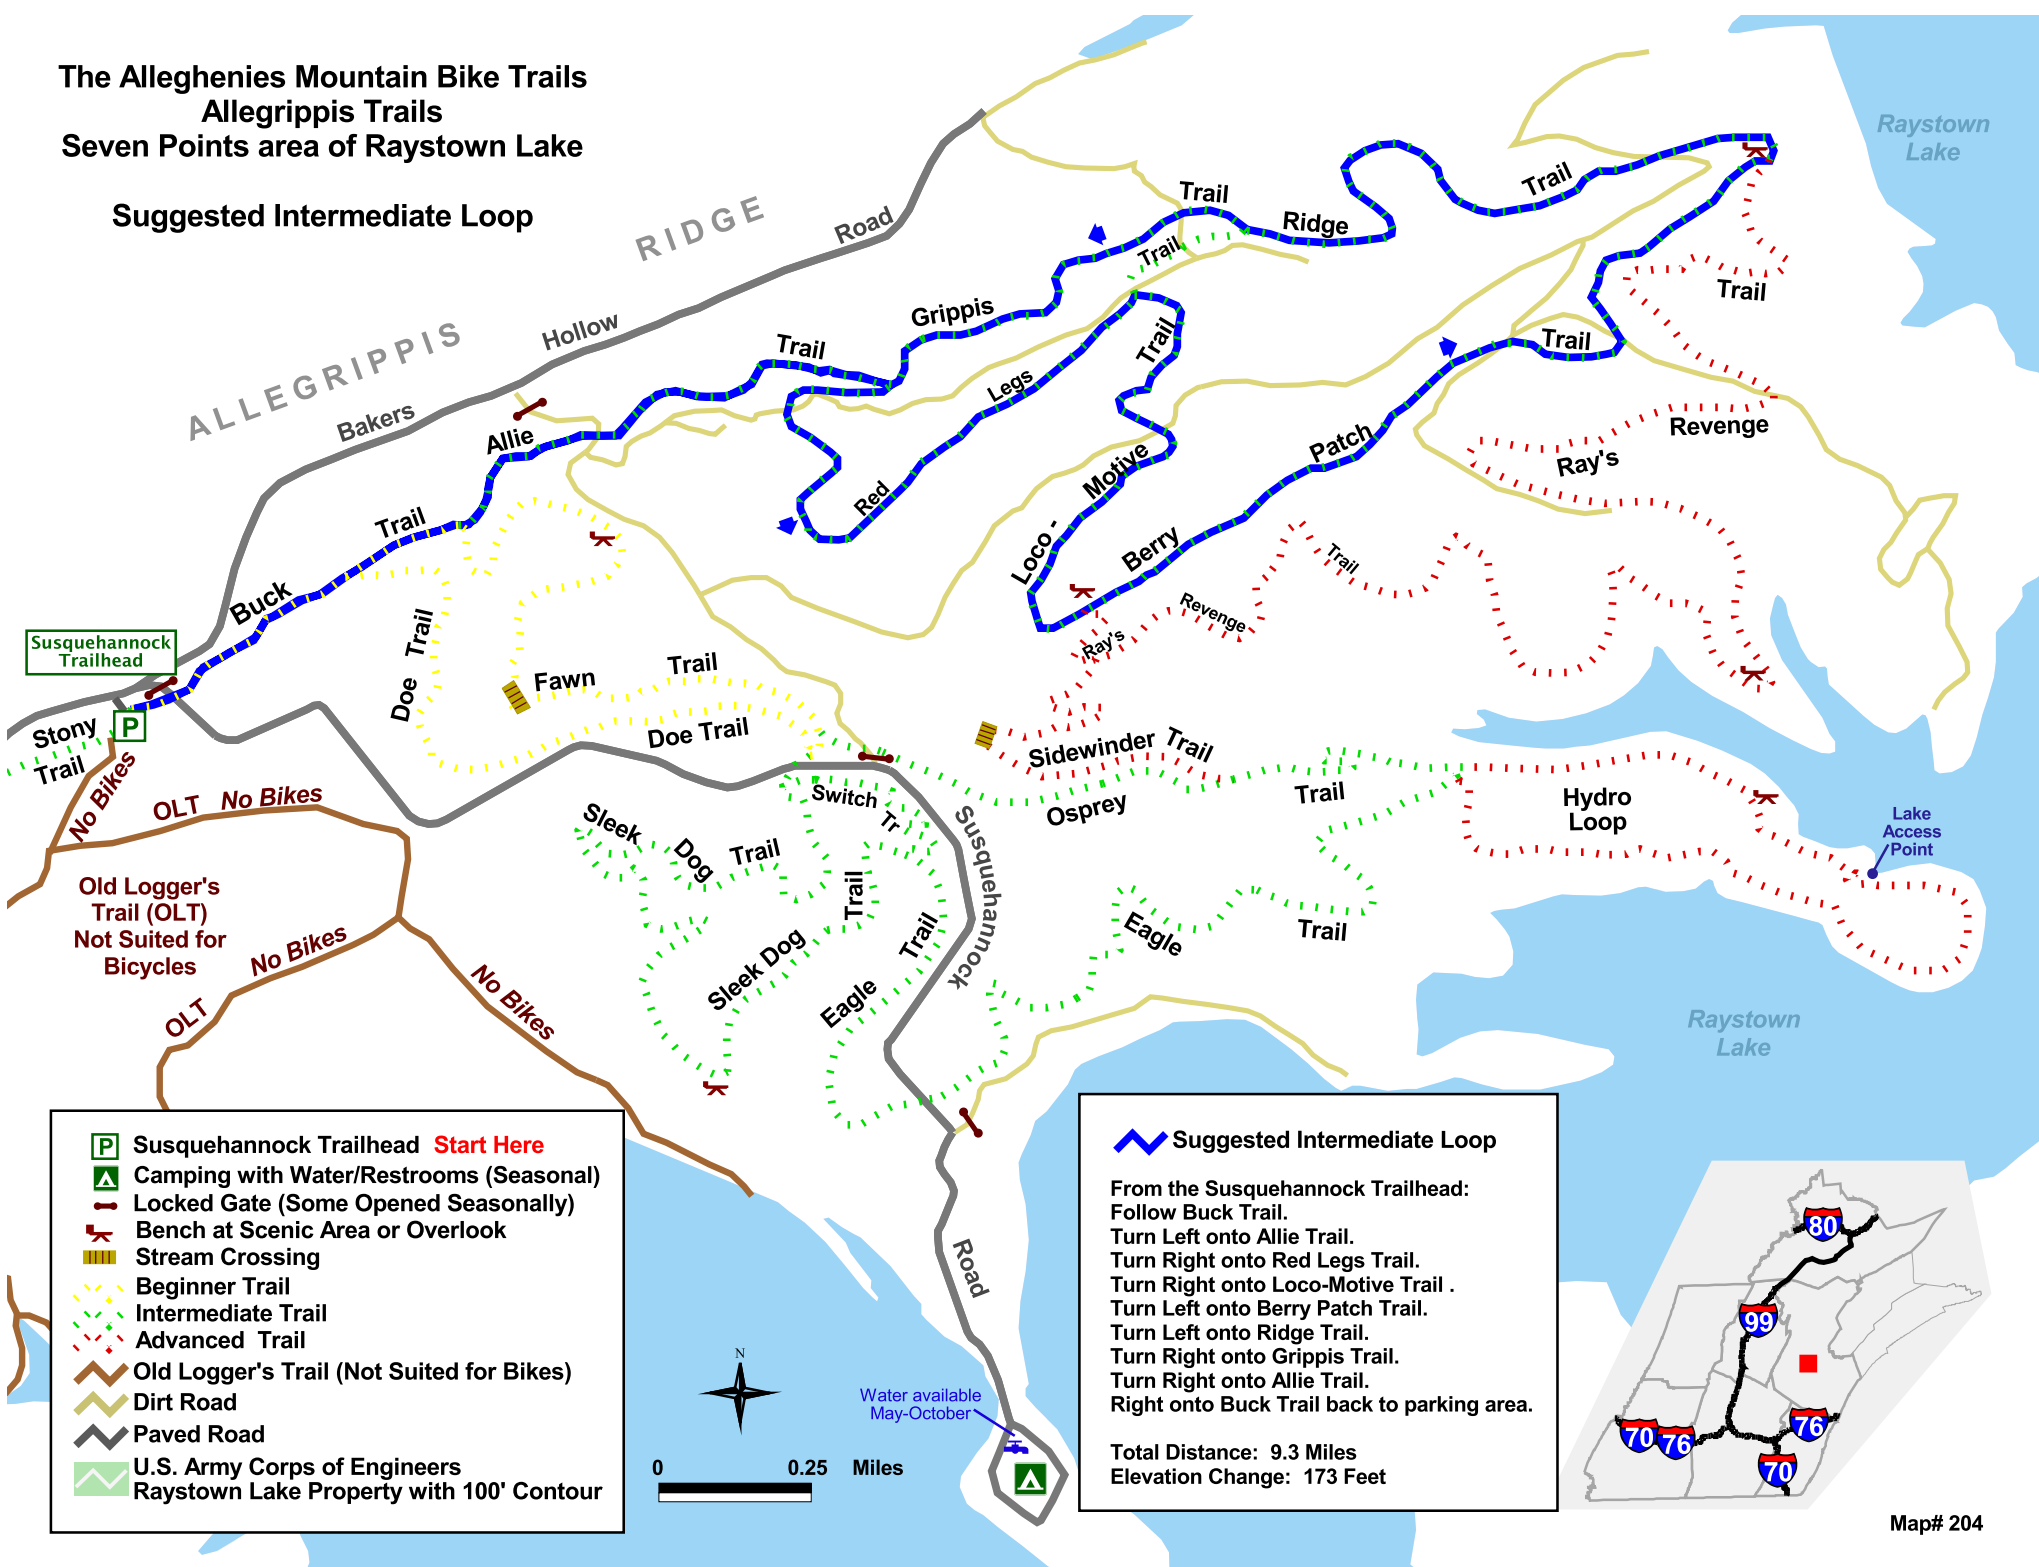 The Alleghenies Mountain Bike Trails
Allegrippis Trails
Seven Points area of Raystown Lake
Suggested Intermediate Loop
ALLEGRIPPIS
RIDGE
Bakers
Hollow
Road
Raystown
Lake
Trail
Ridge
Trail
Trail
Grippis
Trail
Allie
Trail
Buck
Legs
Red
Trail
Motive
Loco -
Trail
Patch
Berry
Trail
Revenge
Ray's
Trail
Revenge
Ray's
Susquehannock
Trailhead
P
Stony
Trail
Doe Trail
Fawn
Trail
Doe Trail
Sidewinder
Trail
Osprey
Trail
Hydro
Loop
Lake
Access
Point
No Bikes
OLT
No Bikes
Old Logger's
Trail (OLT)
Not Suited for
Bicycles
No Bikes
OLT
No Bikes
Sleek
Dog
Trail
Switch
Tr
Trail
Sleek Dog
Trail
Eagle
Susquehannock
Eagle
Trail
Raystown
Lake
Road
P Susquehannock Trailhead Start Here
Camping with Water/Restrooms (Seasonal)
Locked Gate (Some Opened Seasonally)
Bench at Scenic Area or Overlook
Stream Crossing
Beginner Trail
Intermediate Trail
Advanced Trail
Old Logger's Trail (Not Suited for Bikes)
Dirt Road
Paved Road
U.S. Army Corps of Engineers
Raystown Lake Property with 100' Contour
N
0 0.25 Miles
Water available
May-October
Suggested Intermediate Loop
From the Susquehannock Trailhead:
Follow Buck Trail.
Turn Left onto Allie Trail.
Turn Right onto Red Legs Trail.
Turn Right onto Loco-Motive Trail .
Turn Left onto Berry Patch Trail.
Turn Left onto Ridge Trail.
Turn Right onto Grippis Trail.
Turn Right onto Allie Trail.
Right onto Buck Trail back to parking area.
Total Distance: 9.3 Miles
Elevation Change: 173 Feet
80
99
70
76
76
70
Map# 204